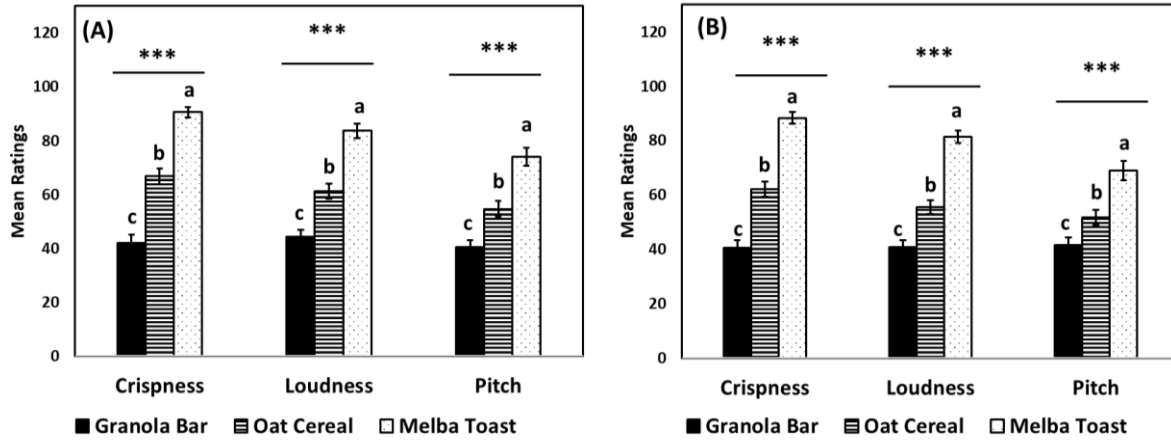 (A)
***
***
***
120
100
80
60
40
20
0
Mean Ratings
c
b
a
c
b
a
c
b
a
Crispness
Loudness
Pitch
Granola Bar
Oat Cereal
Melba Toast
(B)
***
***
***
120
100
80
60
40
20
0
Mean Ratings
c
b
a
c
b
a
c
b
a
Crispness
Loudness
Pitch
Granola Bar
Oat Cereal
Melba Toast